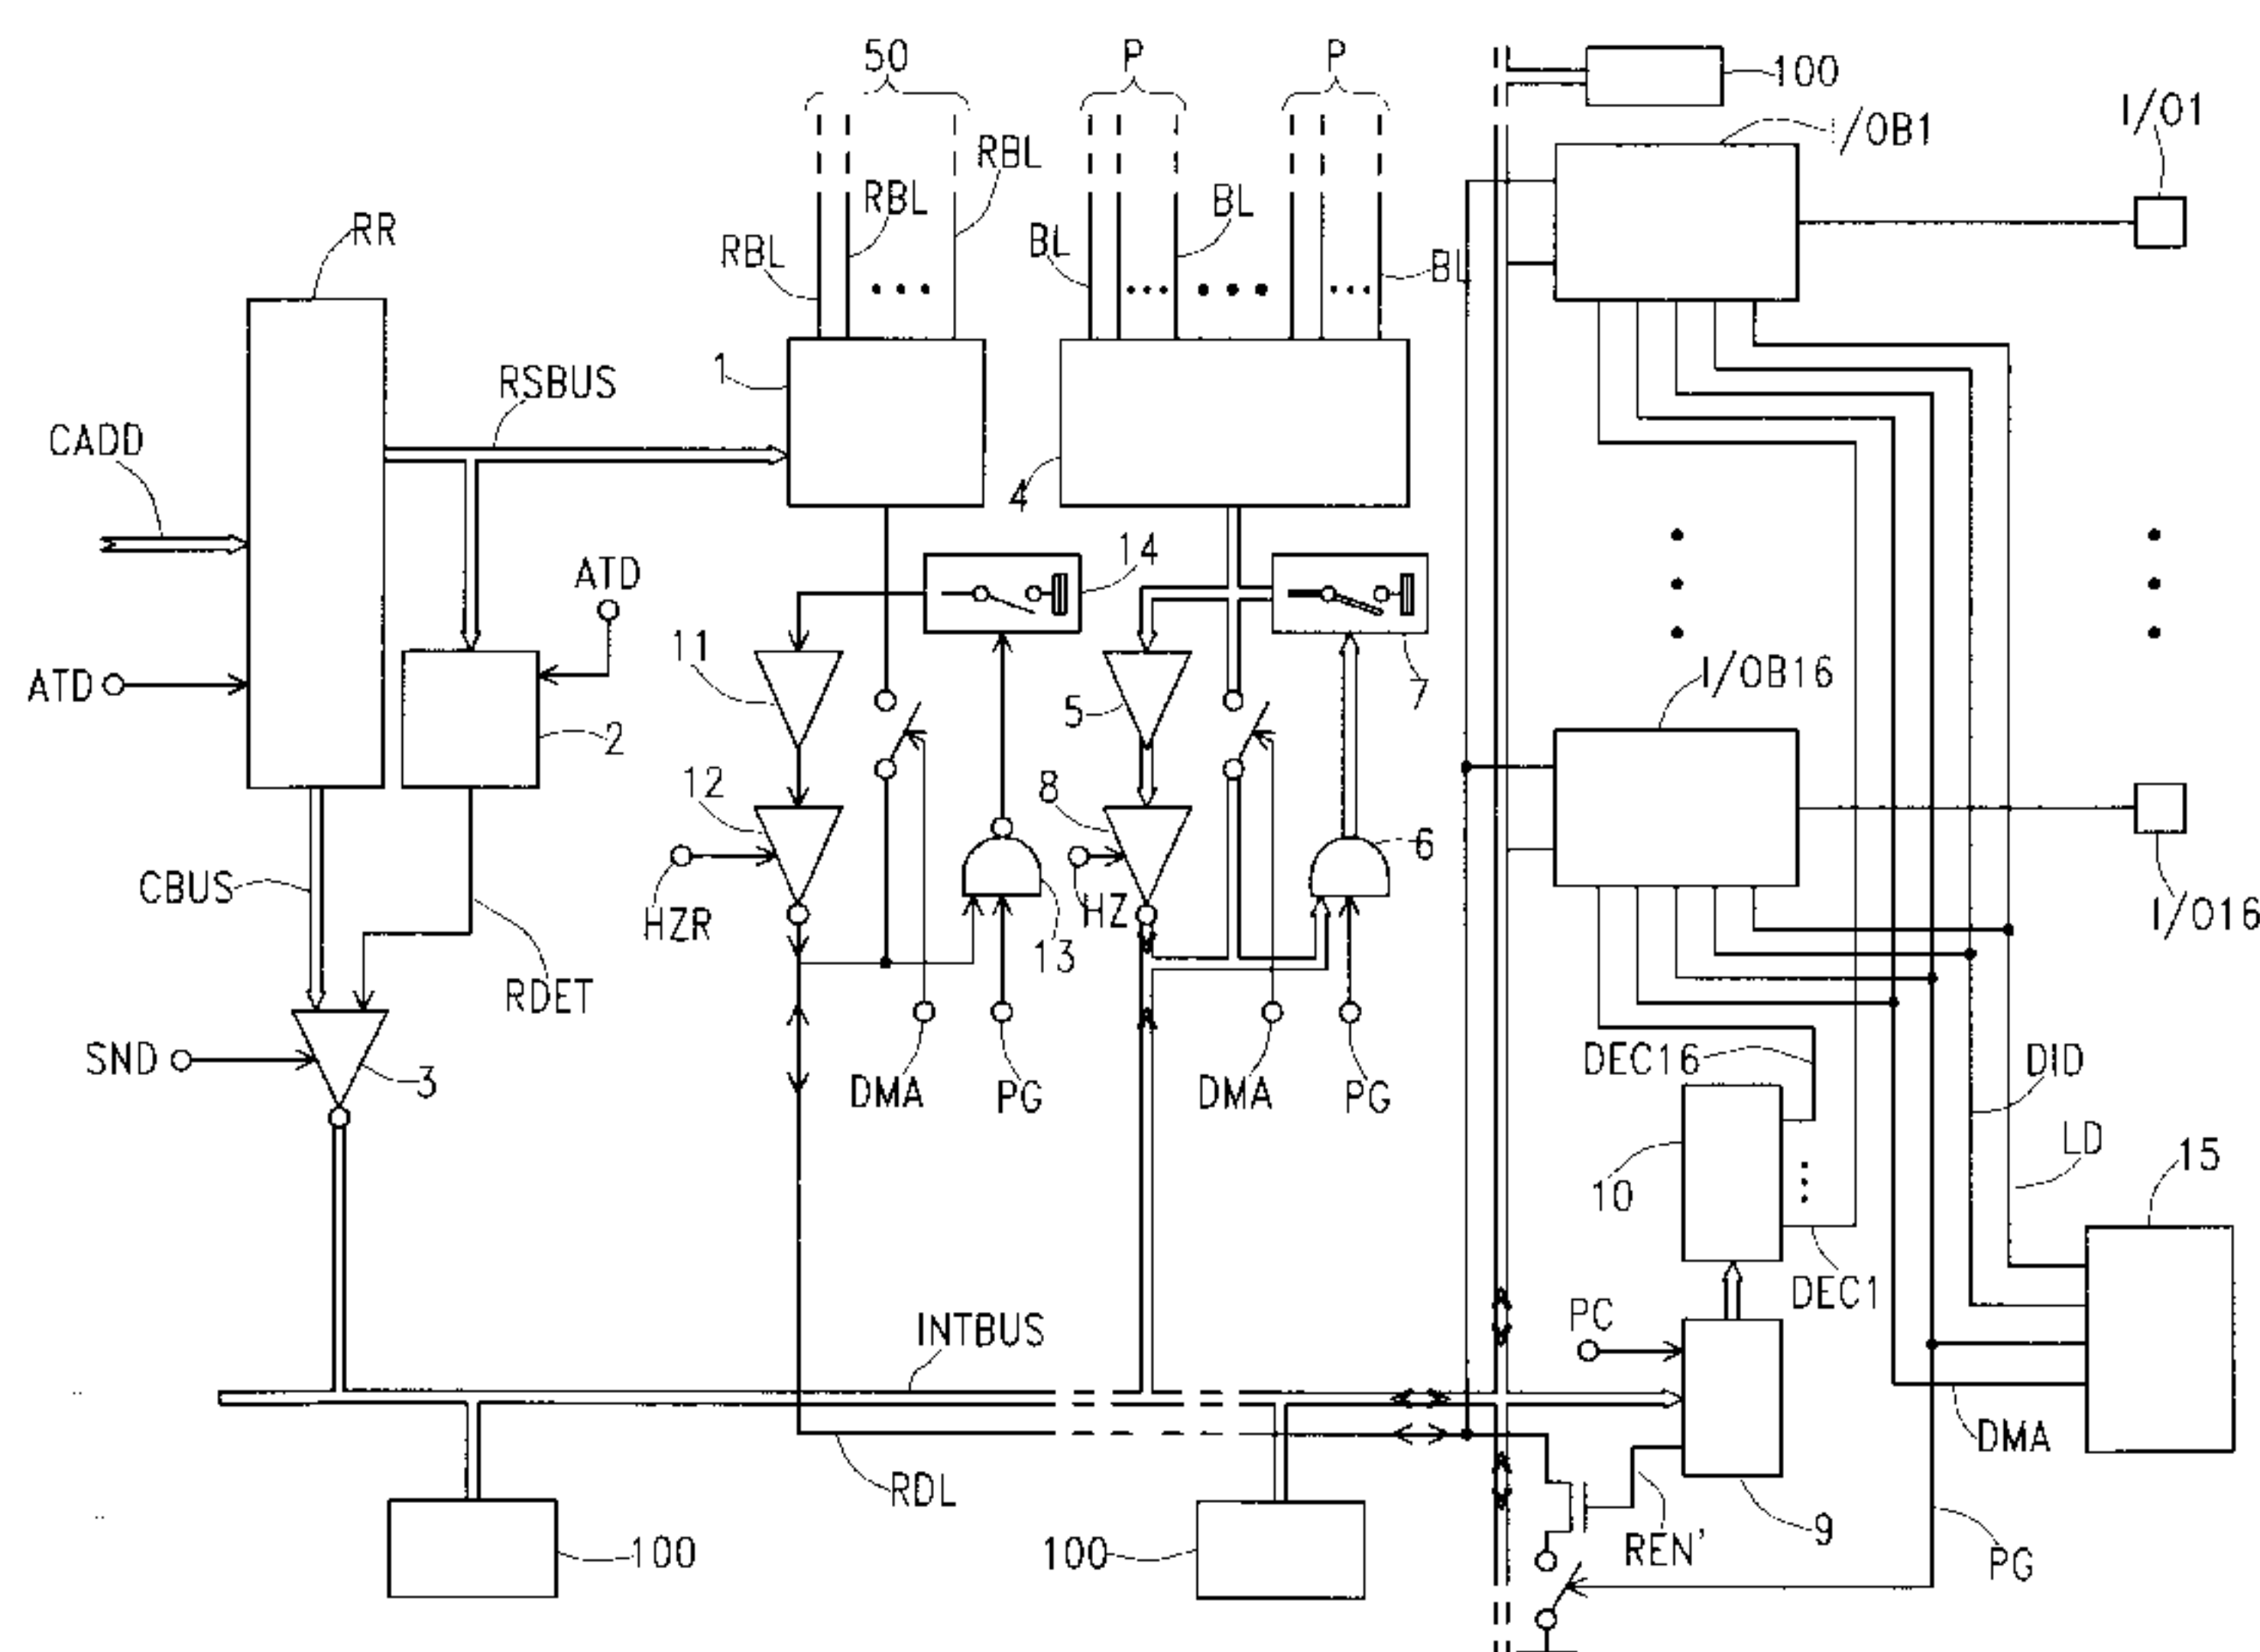 50
P
P
100
I/OB1
I/O1
RBL
RBL
RBL
BL
BL
BL
RR
1
RSBUS
CADD
4
ATD
14
ATD
11
5
7
I/OB16
2
12
8
6
CBUS
HZR
13
HZ
I/O16
RDET
SND
3
DMA
PG
DMA
PG
DEC16
DID
LD
10
15
DEC1
PC
INTBUS
DMA
RDL
100
100
REN'
9
PG